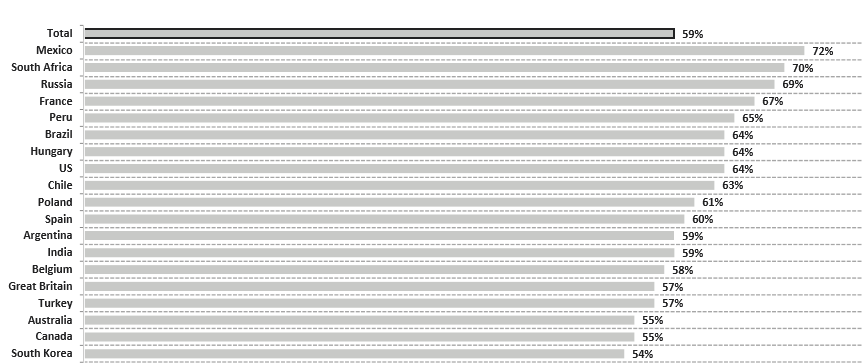 Total 59%
Mexico 72%
South Africa 70%
Russia 69%
France 67%
Peru 65%
Brazil 64%
Hungary 64%
US 64%
Chile 63%
Poland 61%
Spain 60%
Argentina 59%
India 59%
Belgium 58%
Great Britain 57%
Turkey 57%
Australia 55%
Canada 55%
South Korea 54%